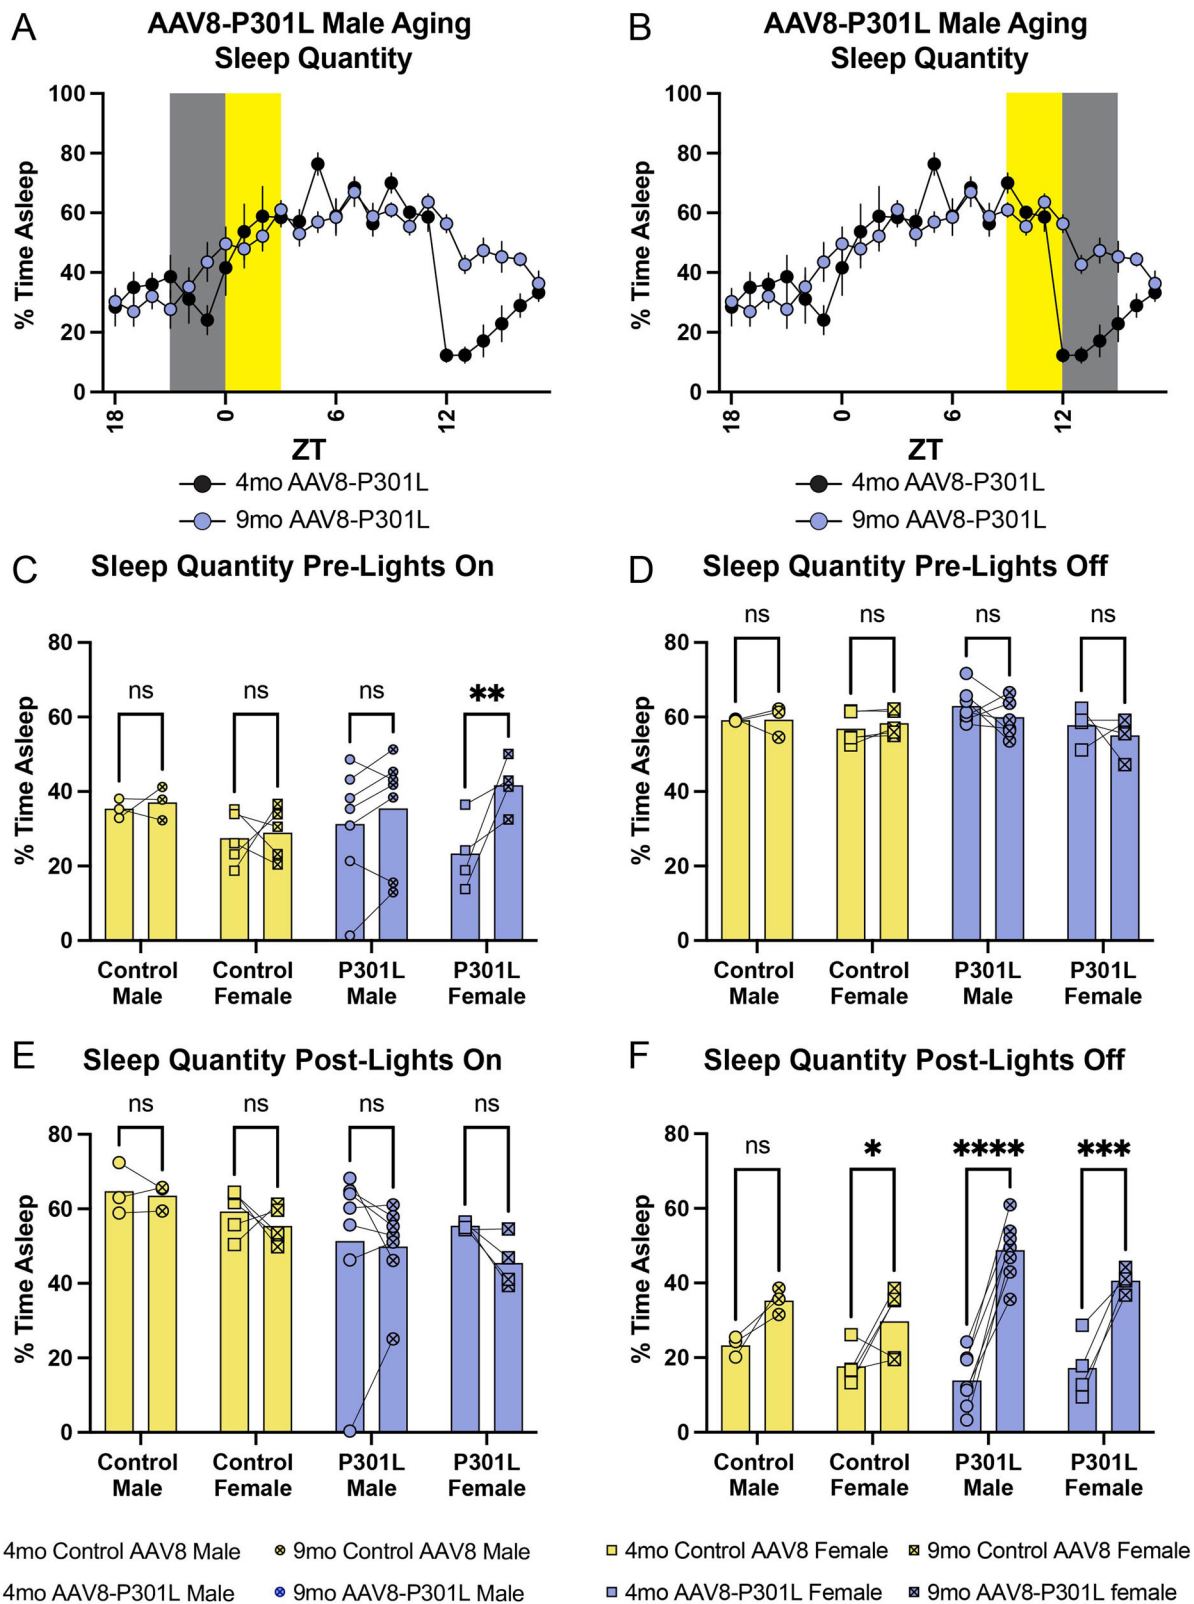 A
AAV8-P301L Male Aging
Sleep Quantity
100
80
60
40
20
0
% Time Asleep
18
0
6
12
ZT
4mo AAV8-P301L
9mo AAV8-P301L
B
AAV8-P301L Male Aging
Sleep Quantity
100
80
60
40
20
0
% Time Asleep
18
0
6
12
ZT
4mo AAV8-P301L
9mo AAV8-P301L
C
Sleep Quantity Pre-Lights On
80
60
40
20
0
% Time Asleep
ns
ns
ns
**
Control Male
Control Female
P301L Male
P301L Female
D
Sleep Quantity Pre-Lights Off
80
60
40
20
0
% Time Asleep
ns
ns
ns
ns
Control Male
Control Female
P301L Male
P301L Female
E
Sleep Quantity Post-Lights On
80
60
40
20
0
% Time Asleep
ns
ns
ns
ns
Control Male
Control Female
P301L Male
P301L Female
F
Sleep Quantity Post-Lights Off
80
60
40
20
0
% Time Asleep
ns
*
****
***
Control Male
Control Female
P301L Male
P301L Female
4mo Control AAV8 Male
9mo Control AAV8 Male
4mo Control AAV8 Female
9mo Control AAV8 Female
4mo AAV8-P301L Male
9mo AAV8-P301L Male
4mo AAV8-P301L Female
9mo AAV8-P301L female